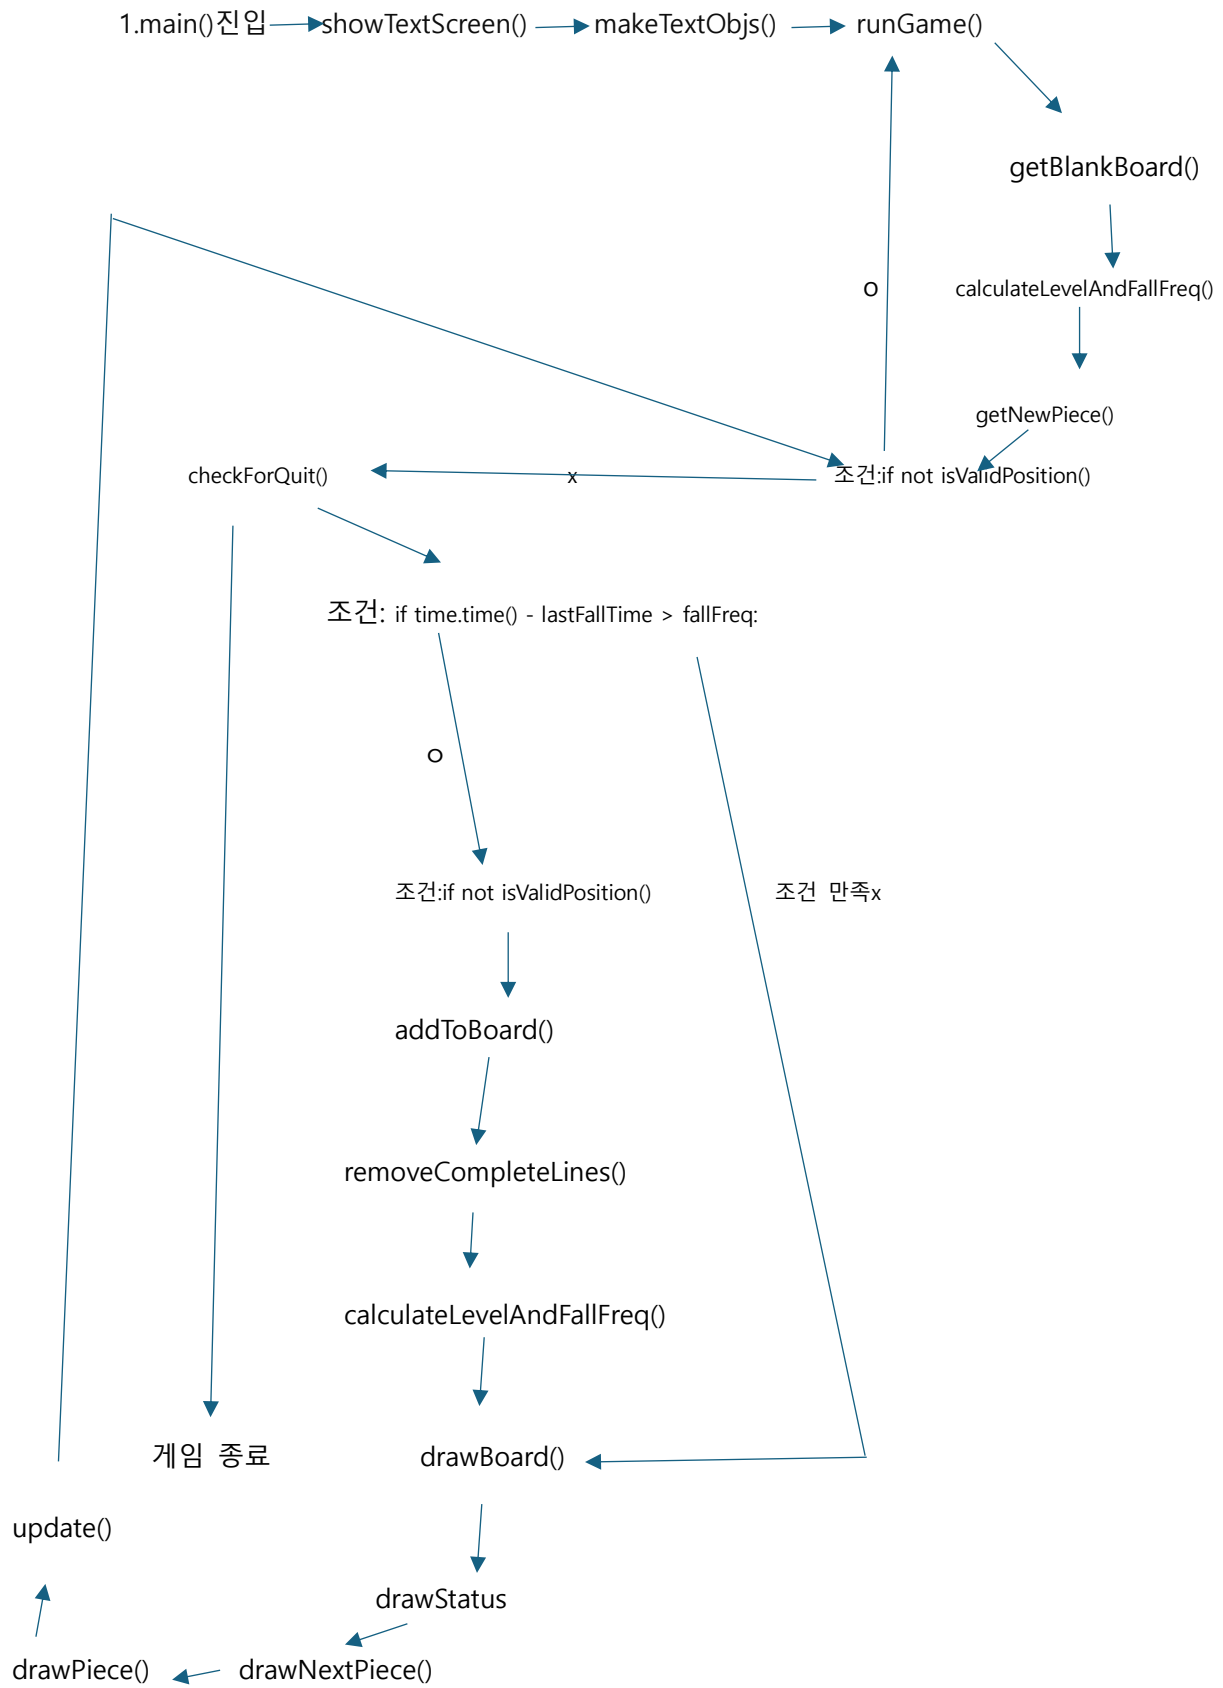 1.main()진입
showTextScreen()
makeTextObjs()
runGame()
getBlankBoard()
o
calculateLevelAndFallFreq()
getNewPiece()
checkForQuit()
x
조건:if not isValidPosition()
조건: if time.time() - lastFallTime > fallFreq:
o
조건:if not isValidPosition()
조건 만족x
addToBoard()
removeCompleteLines()
calculateLevelAndFallFreq()
게임 종료
drawBoard()
update()
drawStatus
drawPiece()
drawNextPiece()